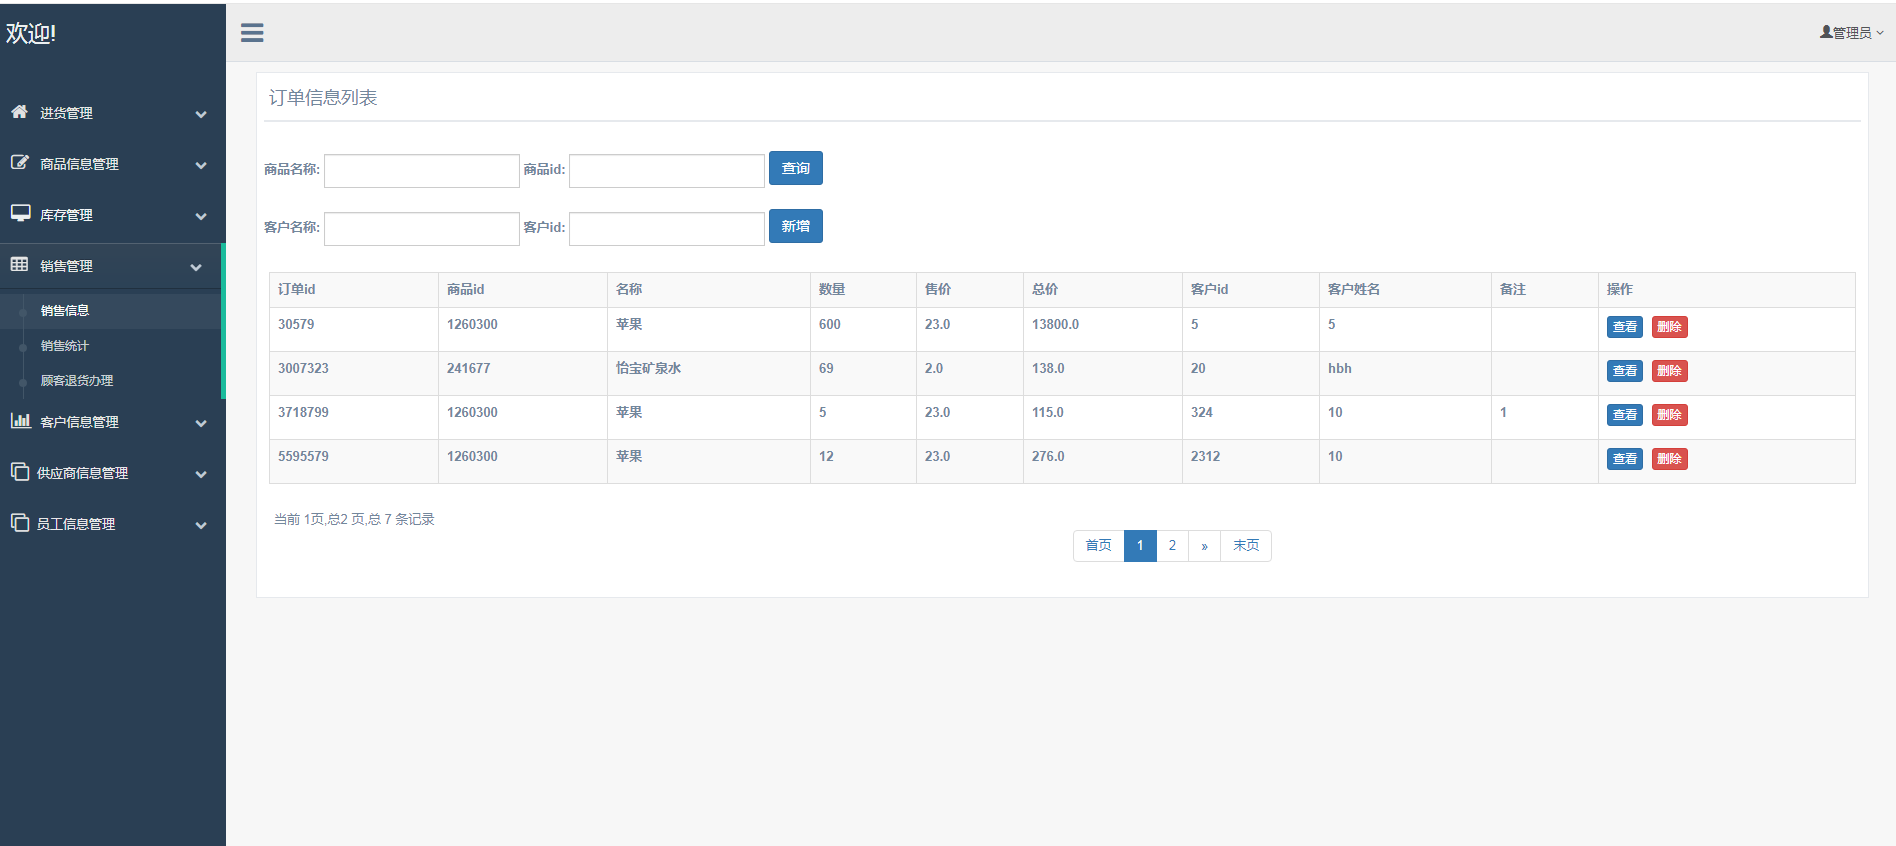 欢迎!
管理员
进货管理
商品信息管理
库存管理
销售管理
销售信息
销售统计
顾客退货办理
客户信息管理
供应商信息管理
员工信息管理
订单信息列表
商品名称: 商品id: 查询
客户名称: 客户id: 新增
订单id 商品id 名称 数量 售价 总价 客户id 客户姓名 备注 操作
30579 1260300 苹果 600 23.0 13800.0 5 5 查看 删除
3007323 241677 怡宝矿泉水 69 2.0 138.0 20 hbh 查看 删除
3718799 1260300 苹果 5 23.0 115.0 324 10 1 查看 删除
5595579 1260300 苹果 12 23.0 276.0 2312 10 查看 删除
当前 1页,总2 页,总 7 条记录
首页 1 2 » 末页